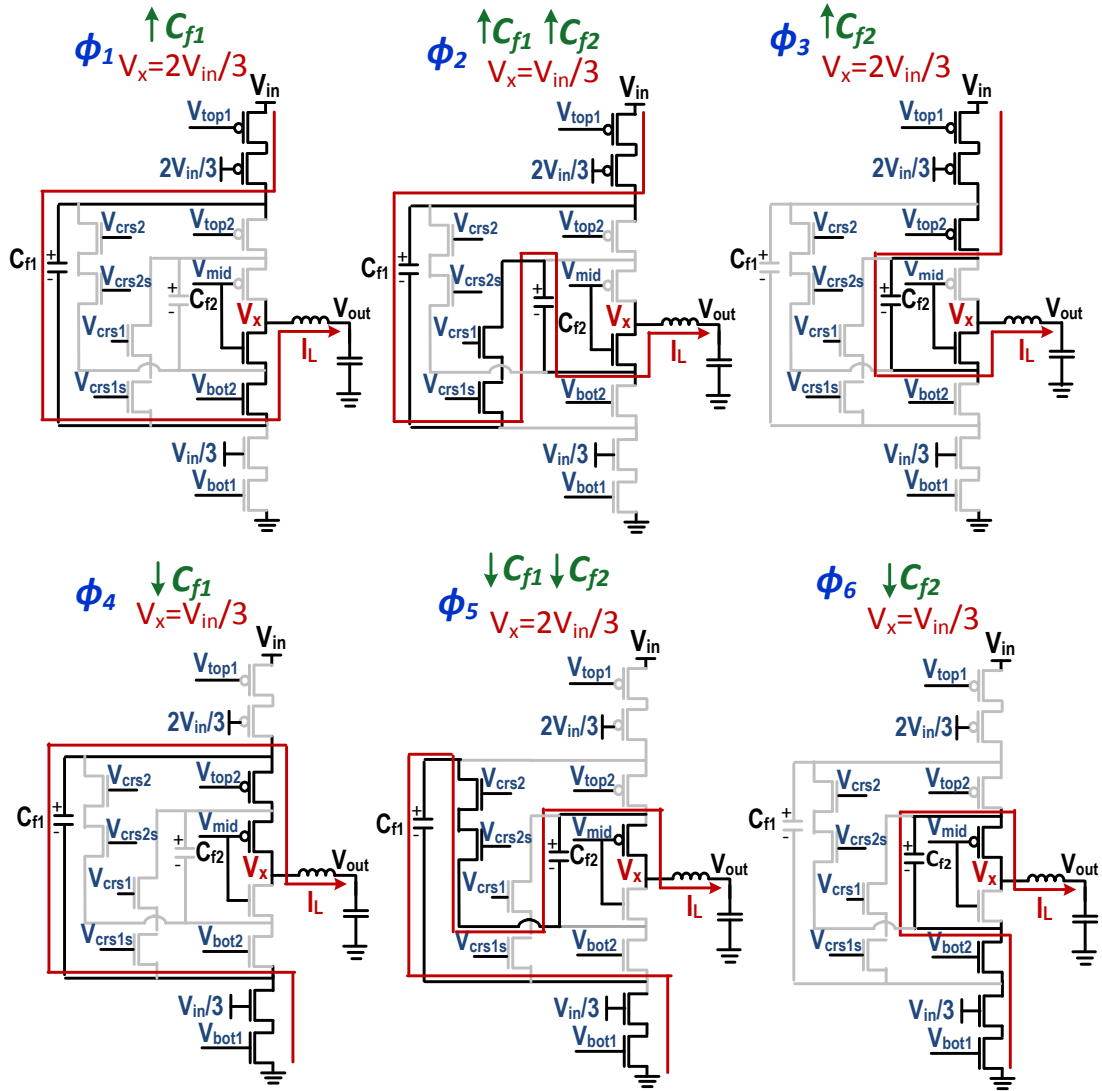 ϕ1 ↑Cf1
Vx=2Vin/3
Vin
Vtop1
2Vin/3
Vcrs2
Vtop2
Cf1
+
-
Vcrs2s
+
-
Vmid
Cf2
Vx
Vout
Vcrs1
IL
Vcrs1s
Vbot2
Vin/3
Vbot1
ϕ2 ↑Cf1 ↑Cf2
Vx=Vin/3
Vin
Vtop1
2Vin/3
Vcrs2
Vtop2
Cf1
+
-
Vcrs2s
+
-
Vmid
Cf2
Vx
Vout
Vcrs1
IL
Vcrs1s
Vbot2
Vin/3
Vbot1
ϕ3 ↑Cf2
Vx=2Vin/3
Vin
Vtop1
2Vin/3
Vcrs2
Vtop2
Cf1
+
-
Vcrs2s
+
-
Vmid
Cf2
Vx
Vout
Vcrs1
IL
Vcrs1s
Vbot2
Vin/3
Vbot1
ϕ4 ↓Cf1
Vx=Vin/3
Vin
Vtop1
2Vin/3
Vcrs2
Vtop2
Cf1
+
-
Vcrs2s
+
-
Vmid
Cf2
Vx
Vout
Vcrs1
IL
Vcrs1s
Vbot2
Vin/3
Vbot1
ϕ5 ↓Cf1 ↓Cf2
Vx=2Vin/3
Vin
Vtop1
2Vin/3
Vcrs2
Vtop2
Cf1
+
-
Vcrs2s
+
-
Vmid
Cf2
Vx
Vout
Vcrs1
IL
Vcrs1s
Vbot2
Vin/3
Vbot1
ϕ6 ↓Cf2
Vx=Vin/3
Vin
Vtop1
2Vin/3
Vcrs2
Vtop2
Cf1
+
-
Vcrs2s
+
-
Vmid
Cf2
Vx
Vout
Vcrs1
IL
Vcrs1s
Vbot2
Vin/3
Vbot1